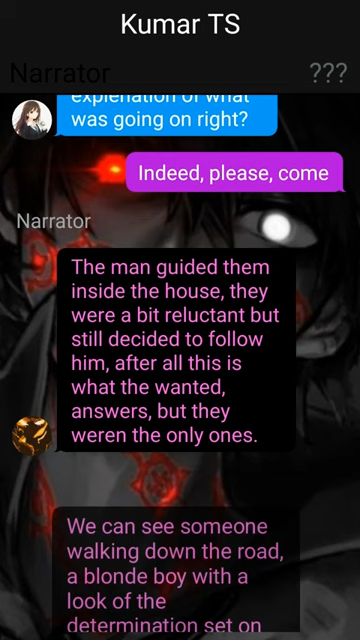 Kumar TS
Narrator
???
explenation of what
was going on right?
Indeed, please, come
Narrator
The man guided them
inside the house, they
were a bit reluctant but
still decided to follow
him, after all this is
what the wanted,
answers, but they
weren the only ones.
We can see someone
walking down the road,
a blonde boy with a
look of the
determination set on